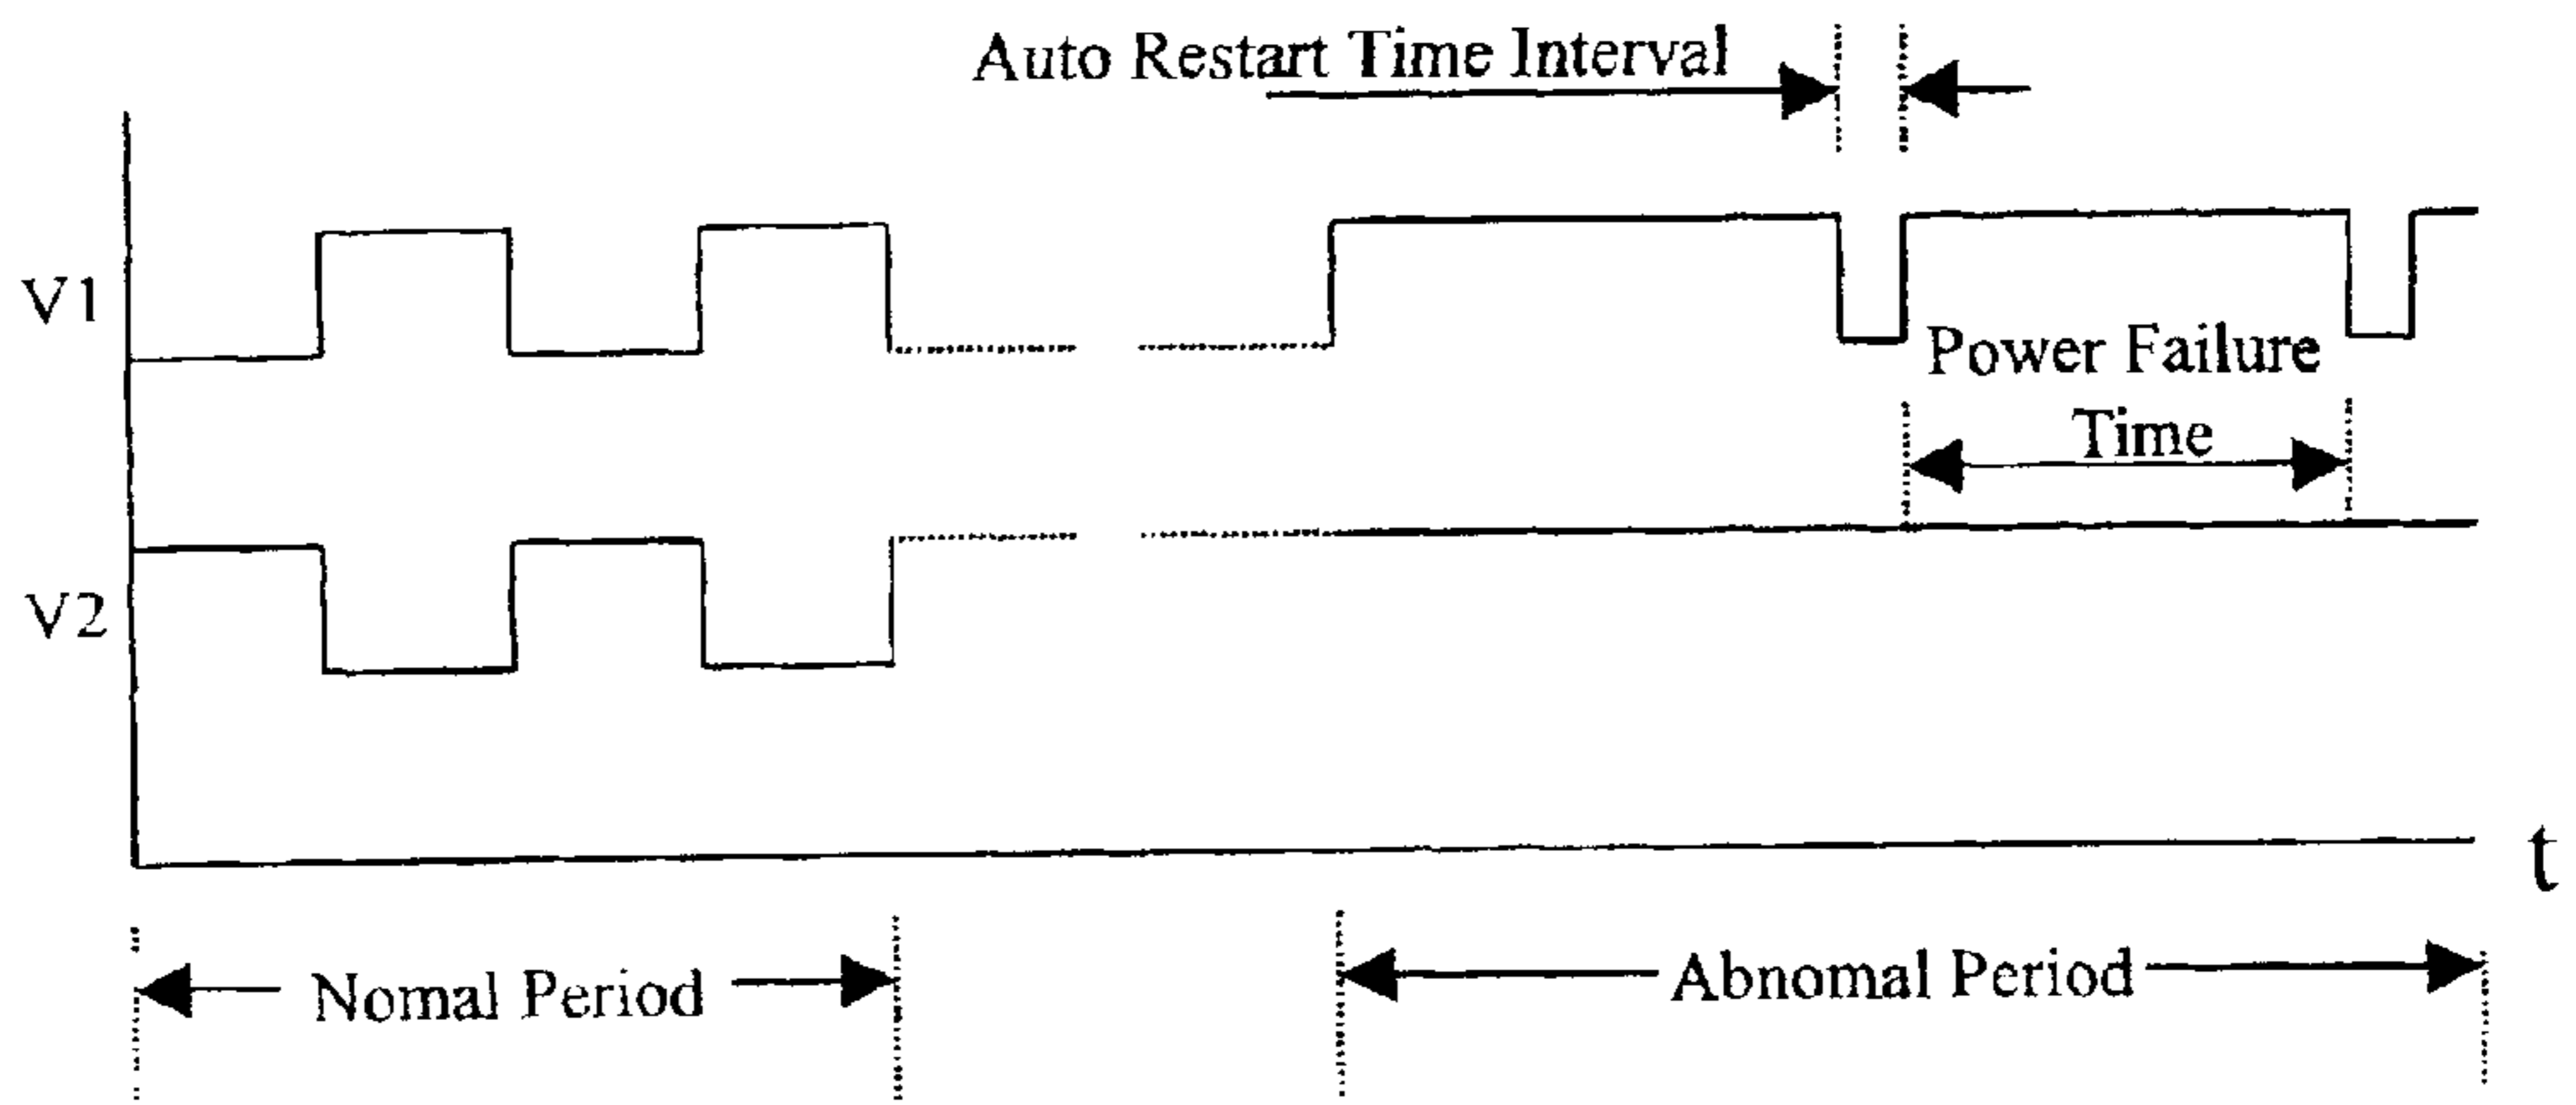 Auto Restart Time Interval
V1
Power Failure
Time
V2
t
Nomal Period
Abnomal Period